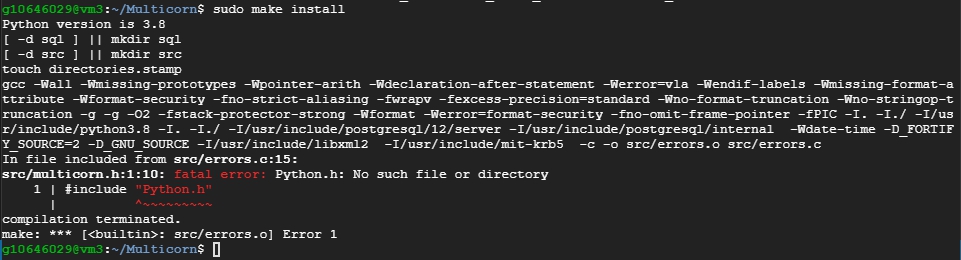 g10646029@vm3:~/Multicorn$ sudo make install
Python version is 3.8
[ -d sql ] || mkdir sql
[ -d src ] || mkdir src
touch directories.stamp
gcc -Wall -Wmissing-prototypes -Wpointer-arith -Wdeclaration-after-statement -Werror=vla -Wendif-labels -Wmissing-format-a
ttribute -Wformat-security -fno-strict-aliasing -fwrapv -fexcess-precision=standard -Wno-format-truncation -Wno-stringop-t
runcation -g -g -O2 -fstack-protector-strong -Wformat -Werror=format-security -fno-omit-frame-pointer -fPIC -I. -I./ -I/us
r/include/python3.8 -I. -I./ -I/usr/include/postgresql/12/server -I/usr/include/postgresql/internal  -Wdate-time -D_FORTIF
Y_SOURCE=2 -D_GNU_SOURCE -I/usr/include/libxml2  -I/usr/include/mit-krb5  -c -o src/errors.o src/errors.c
In file included from src/errors.c:15:
src/multicorn.h:1:10: fatal error: Python.h: No such file or directory
    1 | #include "Python.h"
      |          ^~~~~~~~~~
compilation terminated.
make: *** [<builtin>: src/errors.o] Error 1
g10646029@vm3:~/Multicorn$